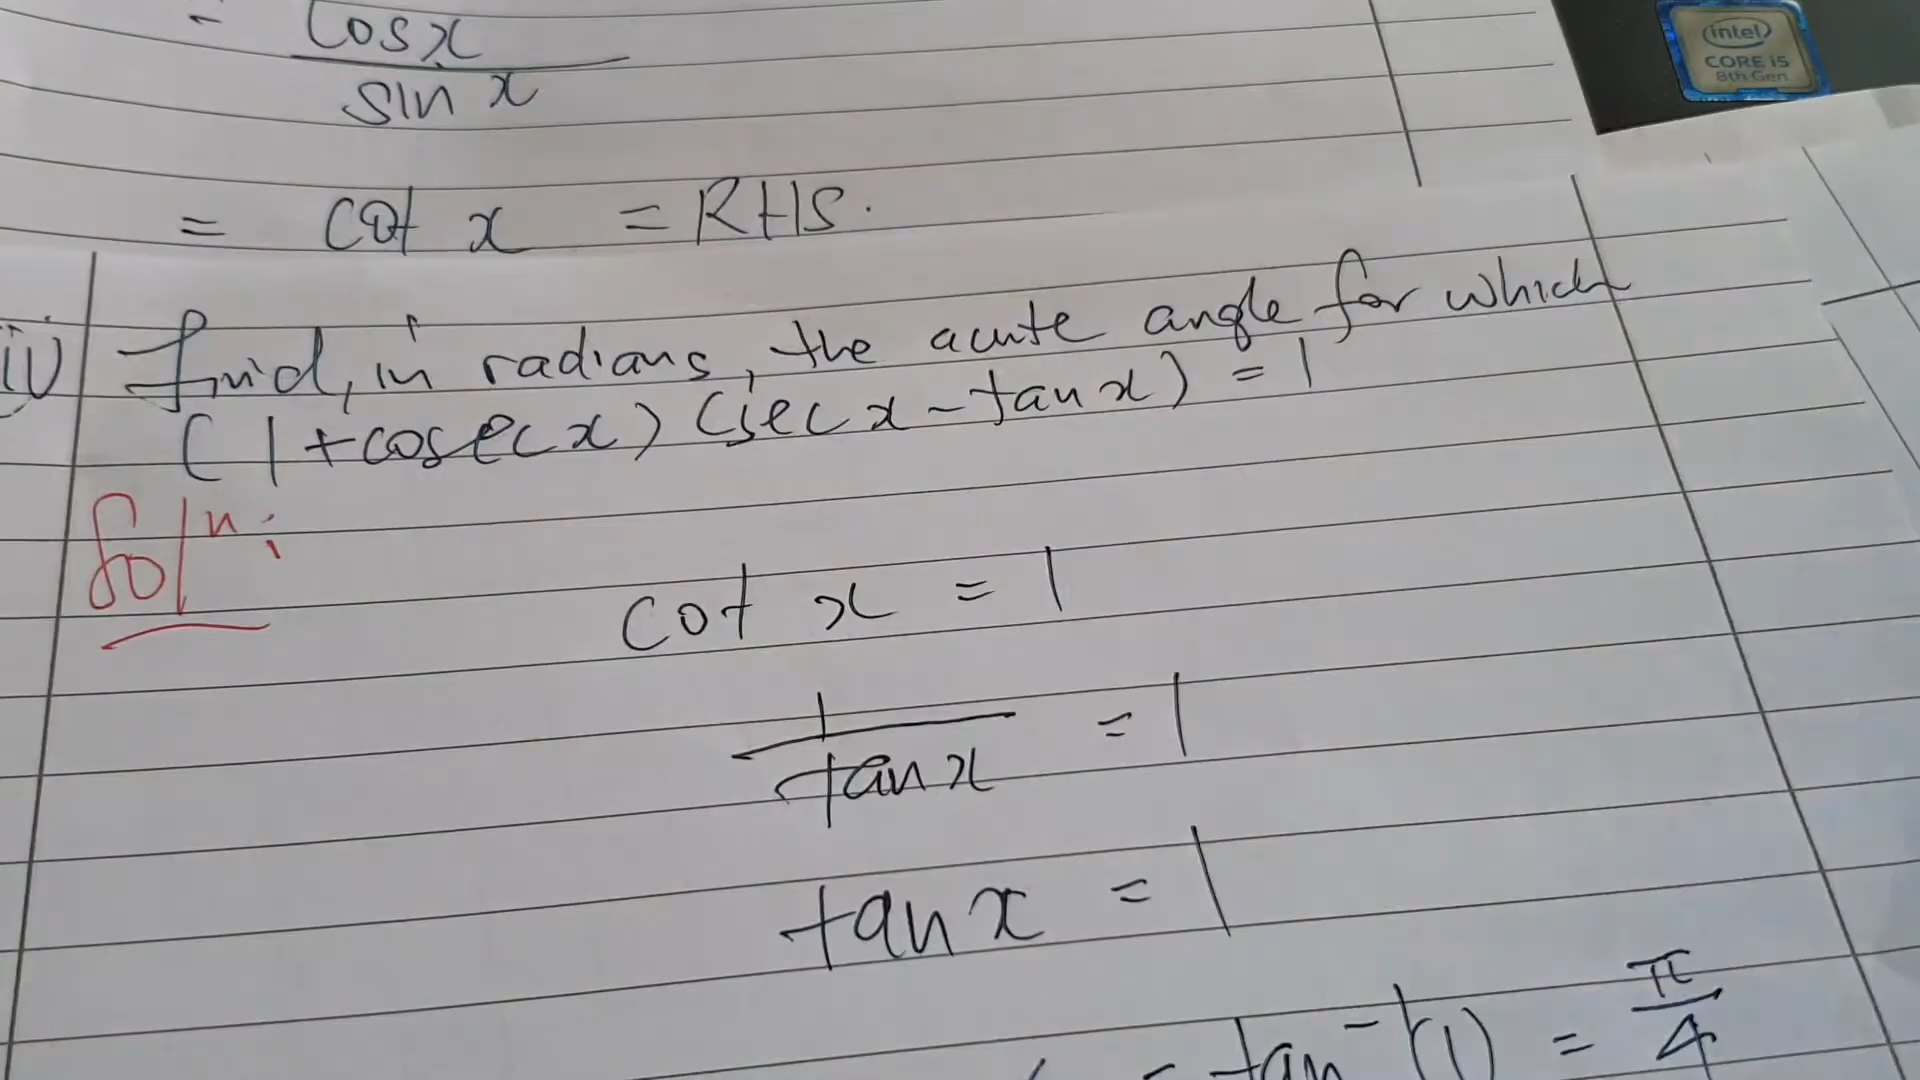 = cos x
sin x
intel
CORE i5
8th Gen
= cot x = RHS.
ii) find, in radians, the acute angle for which
(1+cosec x) (sec x - tan x) = 1
Solⁿ:
cot x = 1
1
tan x = 1
tan x = 1
= tan⁻¹(1) = π/4